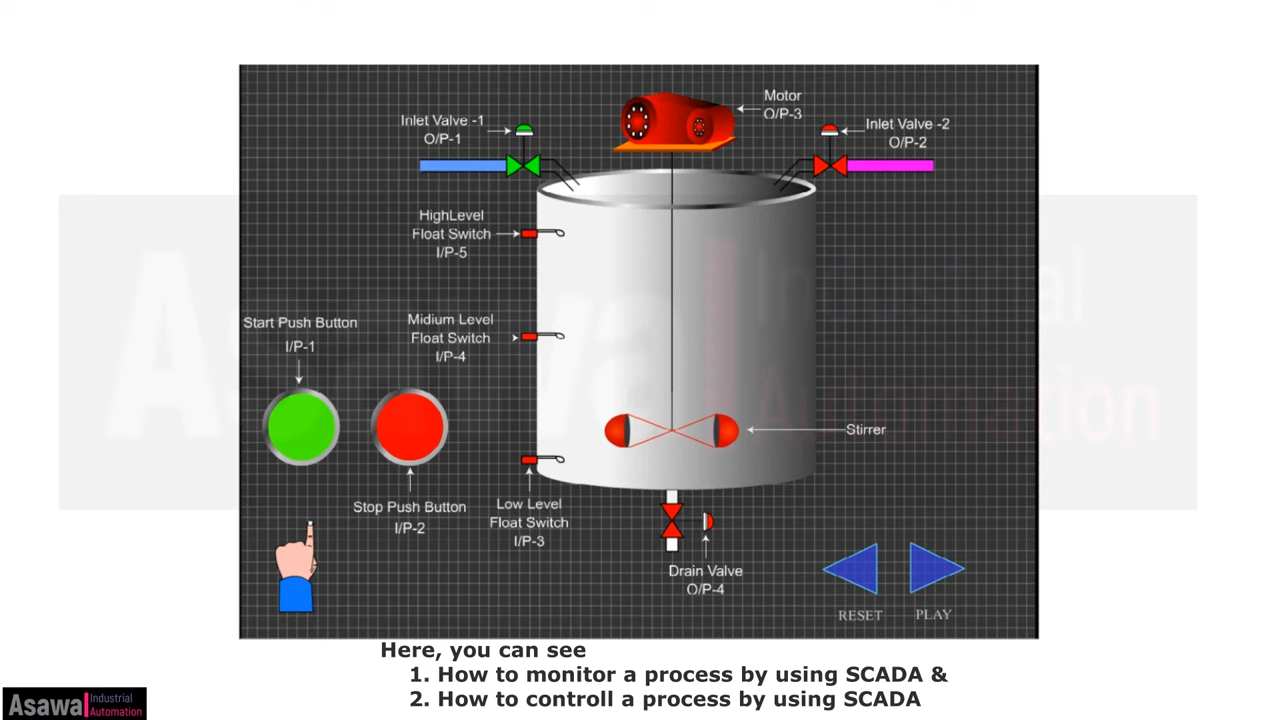 Motor
O/P-3
Inlet Valve -1
O/P-1
Inlet Valve -2
O/P-2
HighLevel
Float Switch
I/P-5
Start Push Button
I/P-1
Midium Level
Float Switch
I/P-4
Stirrer
Stop Push Button
I/P-2
Low Level
Float Switch
I/P-3
Drain Valve
O/P-4
RESET
PLAY
Here, you can see
1. How to monitor a process by using SCADA &
2. How to controll a process by using SCADA
Asawa
Industrial
Automation